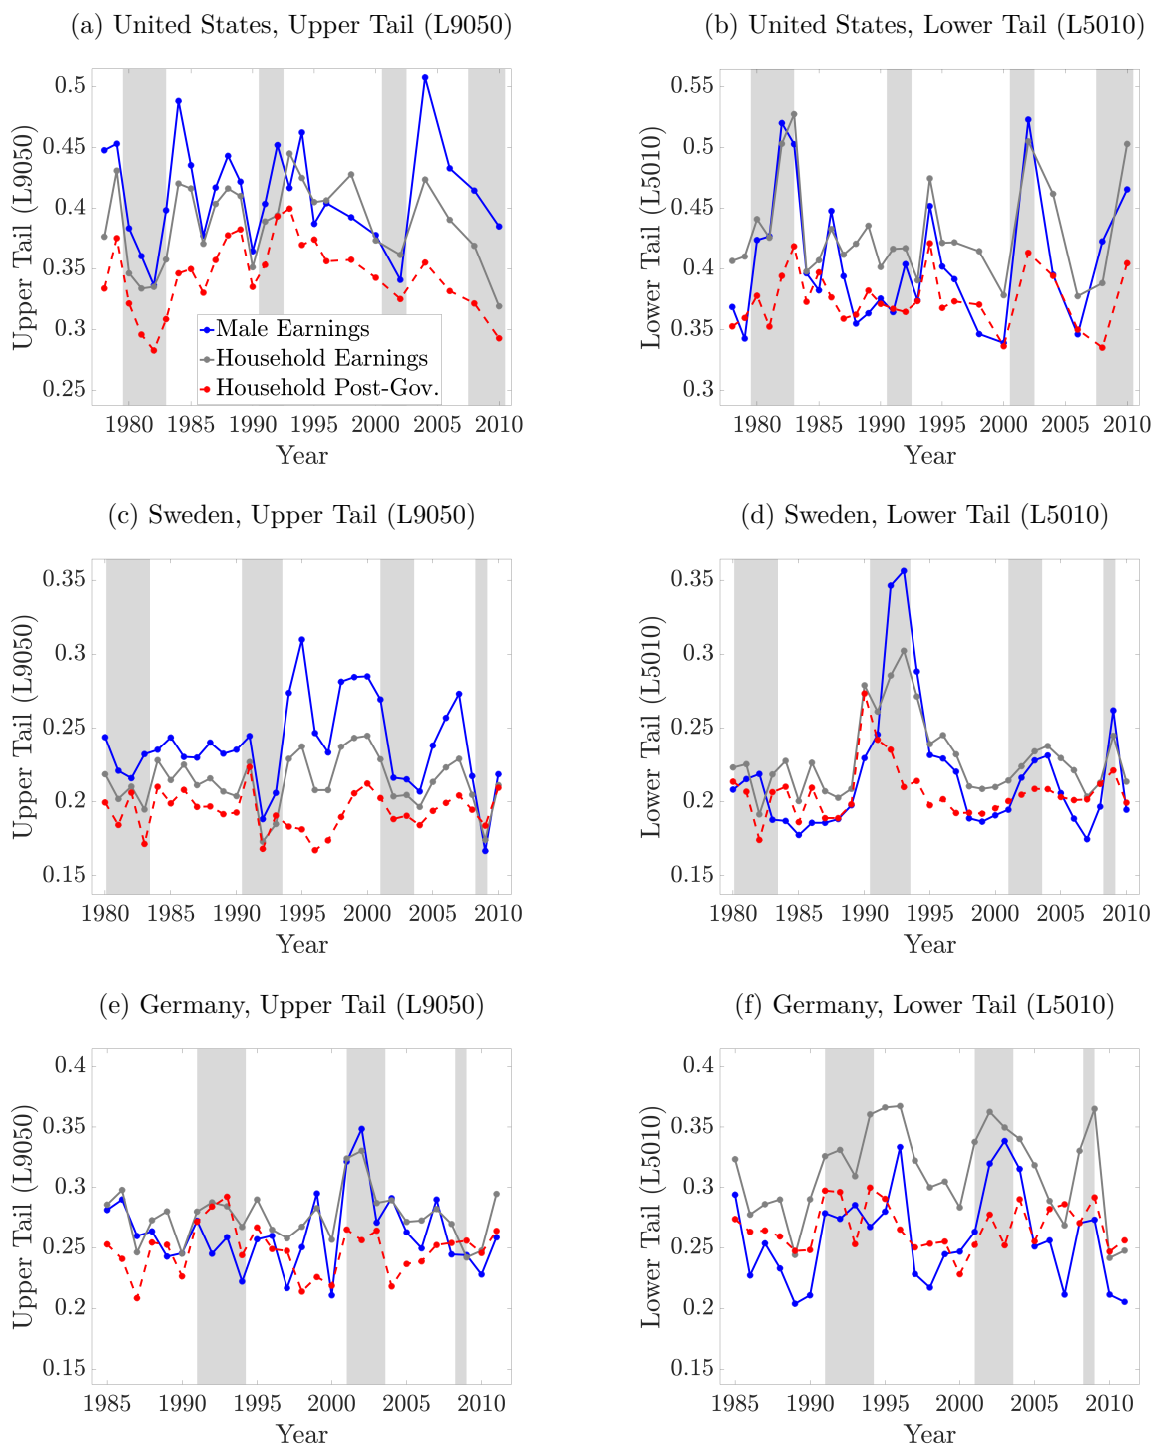 (a) United States, Upper Tail (L9050)
Upper Tail (L9050)
0.5
0.45
0.4
0.35
0.3
0.25
Male Earnings
Household Earnings
Household Post-Gov.
1980 1985 1990 1995 2000 2005 2010
Year
(b) United States, Lower Tail (L5010)
Lower Tail (L5010)
0.55
0.5
0.45
0.4
0.35
0.3
1980 1985 1990 1995 2000 2005 2010
Year
(c) Sweden, Upper Tail (L9050)
Upper Tail (L9050)
0.35
0.3
0.25
0.2
0.15
1980 1985 1990 1995 2000 2005 2010
Year
(d) Sweden, Lower Tail (L5010)
Lower Tail (L5010)
0.35
0.3
0.25
0.2
0.15
1980 1985 1990 1995 2000 2005 2010
Year
(e) Germany, Upper Tail (L9050)
Upper Tail (L9050)
0.4
0.35
0.3
0.25
0.2
0.15
1985 1990 1995 2000 2005 2010
Year
(f) Germany, Lower Tail (L5010)
Lower Tail (L5010)
0.4
0.35
0.3
0.25
0.2
0.15
1985 1990 1995 2000 2005 2010
Year